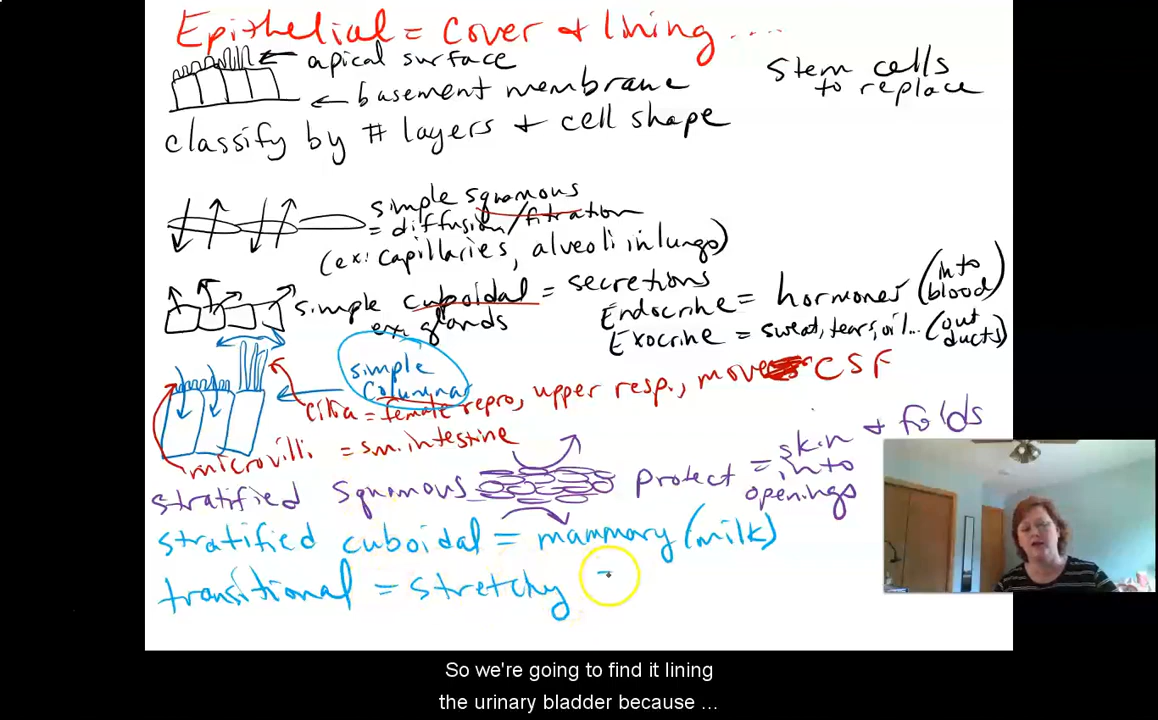 Epithelial = Cover + lining ....
← apical surface
← basement membrane
Stem cells
to replace
classify by # layers + cell shape
simple squamous
= diffusion/filtration
(ex: capillaries, alveoli in lungs)
simple cuboidal = secretions
ex: glands
Endocrine = hormones (into
blood)
Exocrine = sweat, tears, oil... (out
ducts)
simple
Columnar
cilia = female repro, upper resp., move CSF
microvilli = sm. intestine
stratified squamous
protect = skin + folds
into
openings
stratified cuboidal = mammary (milk)
transitional = stretchy -
So we're going to find it lining
the urinary bladder because ...